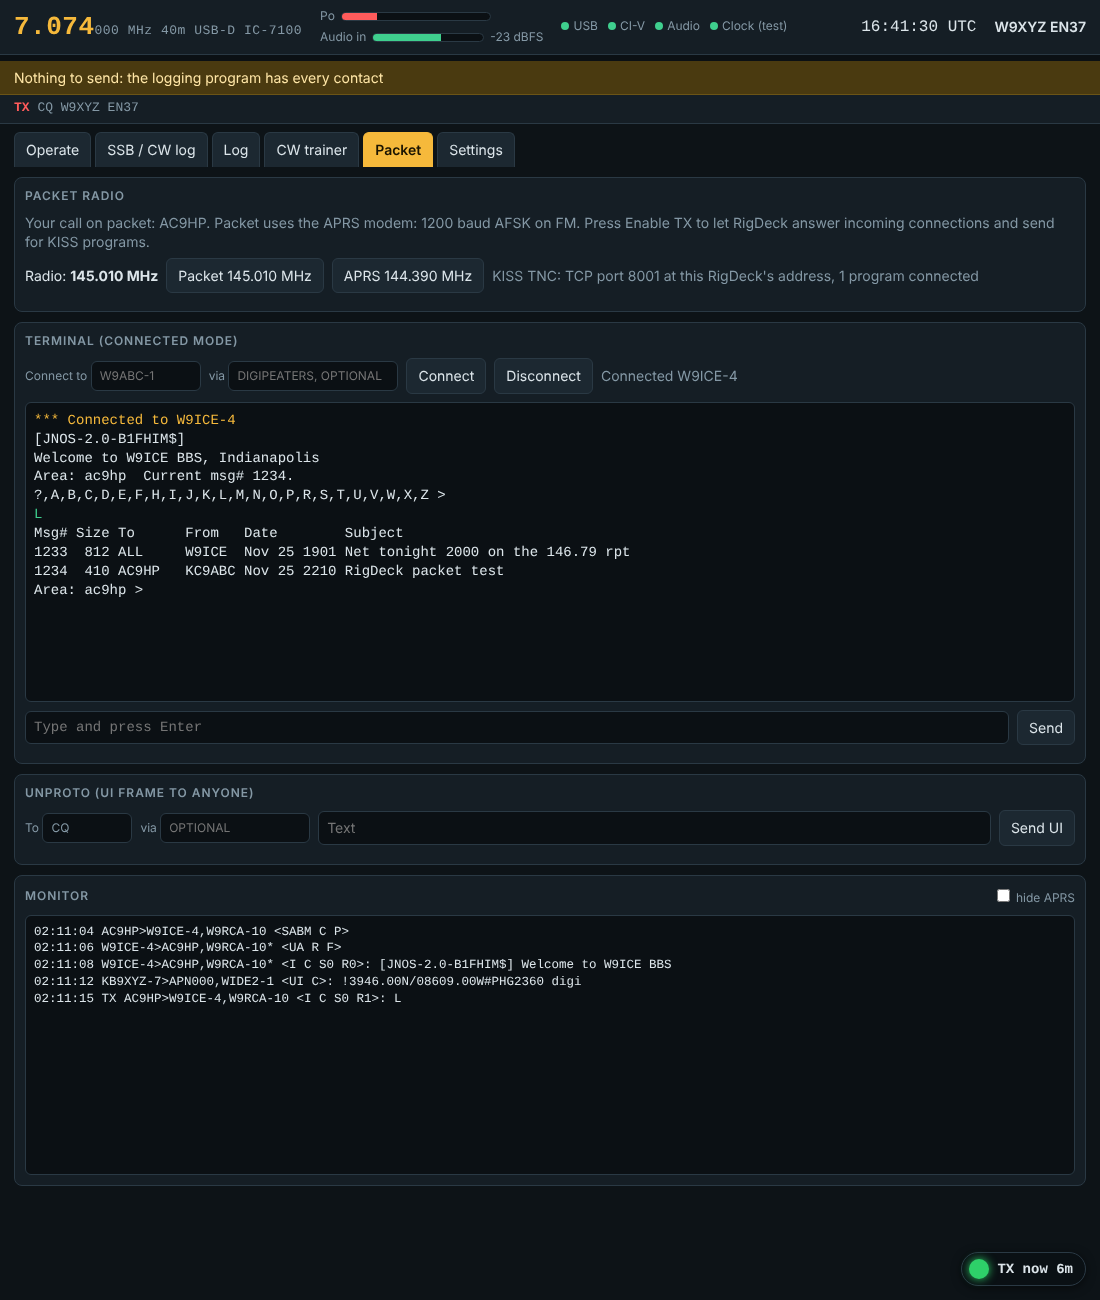 7.074000 MHz 40m USB-D IC-7100
Po
Audio in -23 dBFS
USB CI-V Audio Clock (test)
16:41:30 UTC W9XYZ EN37
Nothing to send: the logging program has every contact
TX CQ W9XYZ EN37
Operate SSB / CW log Log CW trainer Packet Settings
PACKET RADIO
Your call on packet: AC9HP. Packet uses the APRS modem: 1200 baud AFSK on FM. Press Enable TX to let RigDeck answer incoming connections and send
for KISS programs.
Radio: 145.010 MHz Packet 145.010 MHz APRS 144.390 MHz KISS TNC: TCP port 8001 at this RigDeck's address, 1 program connected
TERMINAL (CONNECTED MODE)
Connect to W9ABC-1 via DIGIPEATERS, OPTIONAL Connect Disconnect Connected W9ICE-4
*** Connected to W9ICE-4
[JNOS-2.0-B1FHIM$]
Welcome to W9ICE BBS, Indianapolis
Area: ac9hp  Current msg# 1234.
?,A,B,C,D,E,F,H,I,J,K,L,M,N,O,P,R,S,T,U,V,W,X,Z >
L
Msg# Size To      From   Date        Subject
1233  812 ALL     W9ICE  Nov 25 1901 Net tonight 2000 on the 146.79 rpt
1234  410 AC9HP   KC9ABC Nov 25 2210 RigDeck packet test
Area: ac9hp >
Type and press Enter Send
UNPROTO (UI FRAME TO ANYONE)
To CQ via OPTIONAL Text Send UI
MONITOR hide APRS
02:11:04 AC9HP>W9ICE-4,W9RCA-10 <SABM C P>
02:11:06 W9ICE-4>AC9HP,W9RCA-10* <UA R F>
02:11:08 W9ICE-4>AC9HP,W9RCA-10* <I C S0 R0>: [JNOS-2.0-B1FHIM$] Welcome to W9ICE BBS
02:11:12 KB9XYZ-7>APN000,WIDE2-1 <UI C>: !3946.00N/08609.00W#PHG2360 digi
02:11:15 TX AC9HP>W9ICE-4,W9RCA-10 <I C S0 R1>: L
TX now 6m